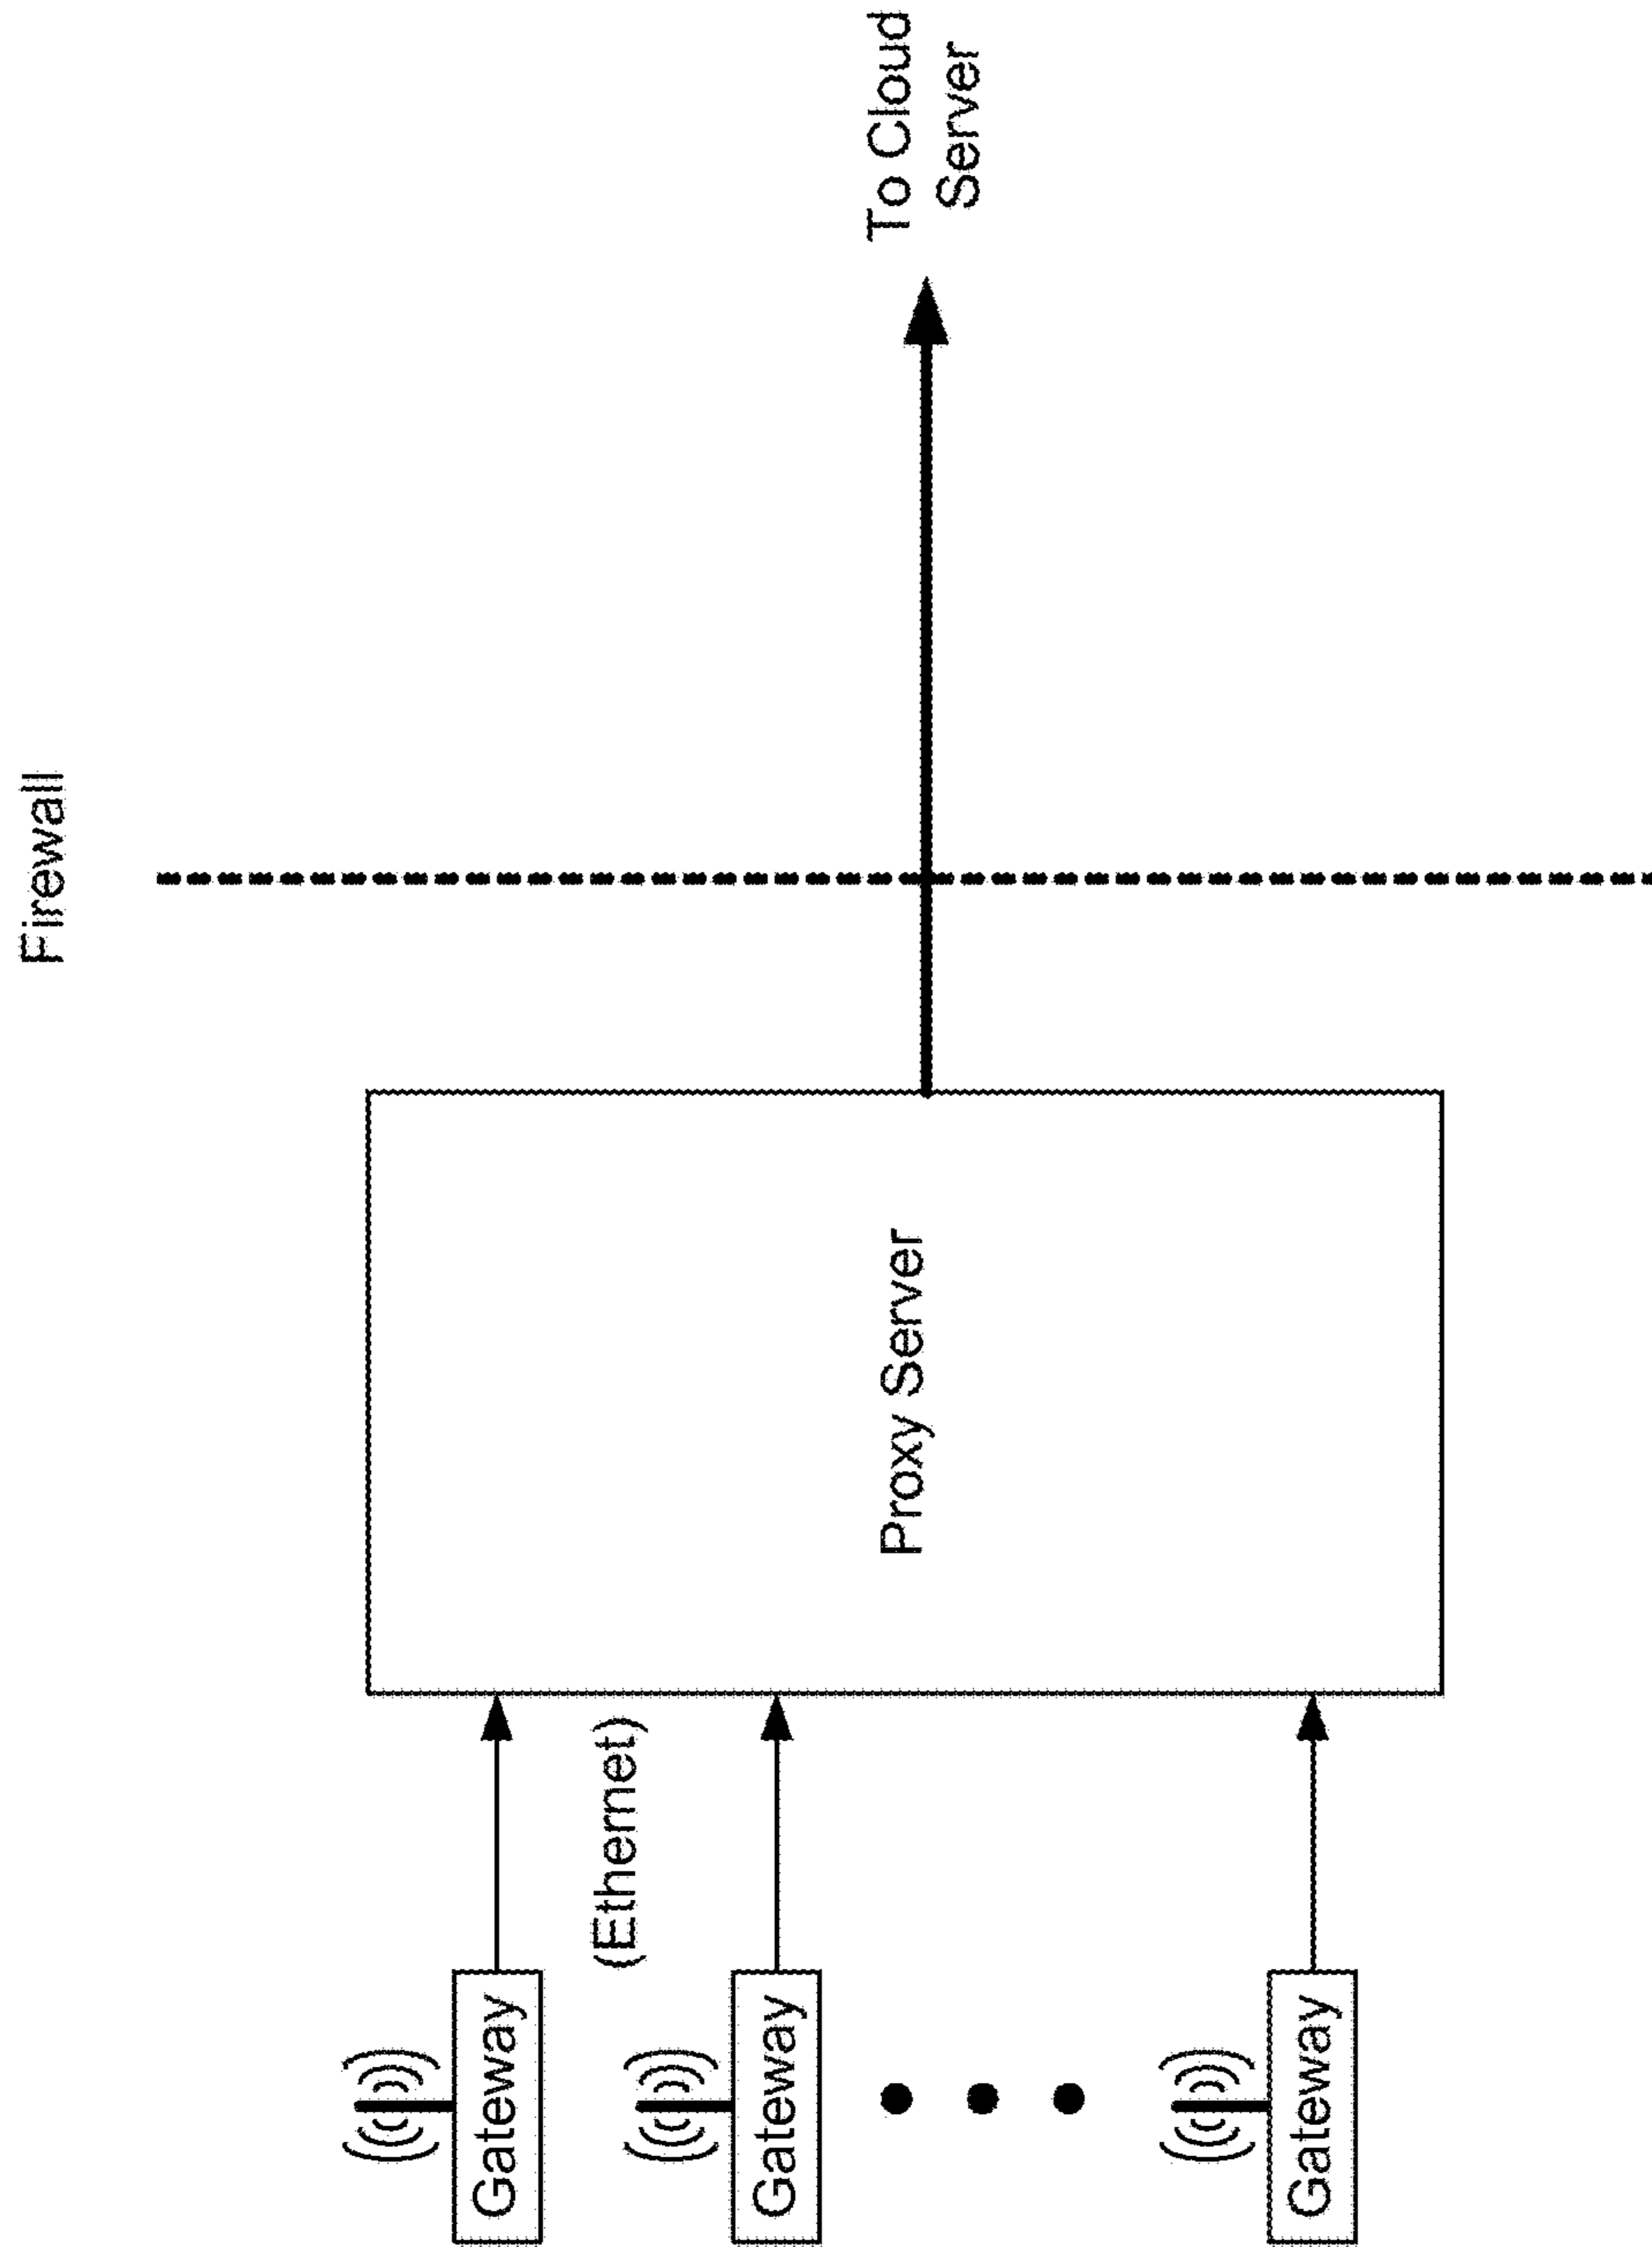 Firewall
To Cloud
Server
Proxy Server
(Ethernet)
Gateway
Gateway
Gateway